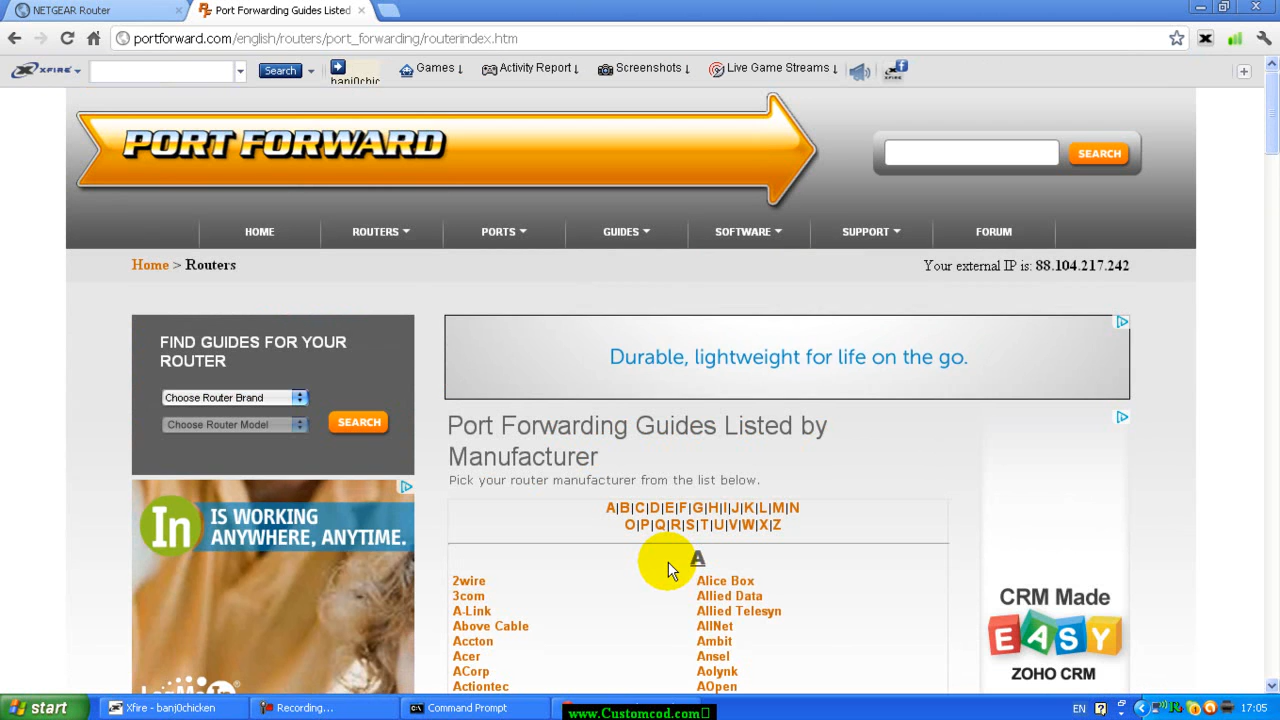 NETGEAR Router
Port Forwarding Guides Listed
portforward.com/english/routers/port_forwarding/routerindex.htm
XFIRE
Search
banj0chic
Games ↓
Activity Report ↓
Screenshots ↓
Live Game Streams ↓
XFIRE
PORT FORWARD
SEARCH
HOME
ROUTERS
PORTS
GUIDES
SOFTWARE
SUPPORT
FORUM
Home > Routers
Your external IP is: 88.104.217.242
FIND GUIDES FOR YOUR
ROUTER
Choose Router Brand
Choose Router Model
SEARCH
Durable, lightweight for life on the go.
Port Forwarding Guides Listed by
Manufacturer
Pick your router manufacturer from the list below.
A|B|C|D|E|F|G|H|I|J|K|L|M|N
O|P|Q|R|S|T|U|V|W|X|Z
A
2wire
3com
A-Link
Above Cable
Accton
Acer
ACorp
Actiontec
Alice Box
Allied Data
Allied Telesyn
AllNet
Ambit
Ansel
Aolynk
AOpen
In IS WORKING
ANYWHERE, ANYTIME.
LogMeIn
CRM Made
EASY
ZOHO CRM
start
Xfire - banj0chicken
Recording...
Command Prompt
www.Customcod.com
EN
17:05